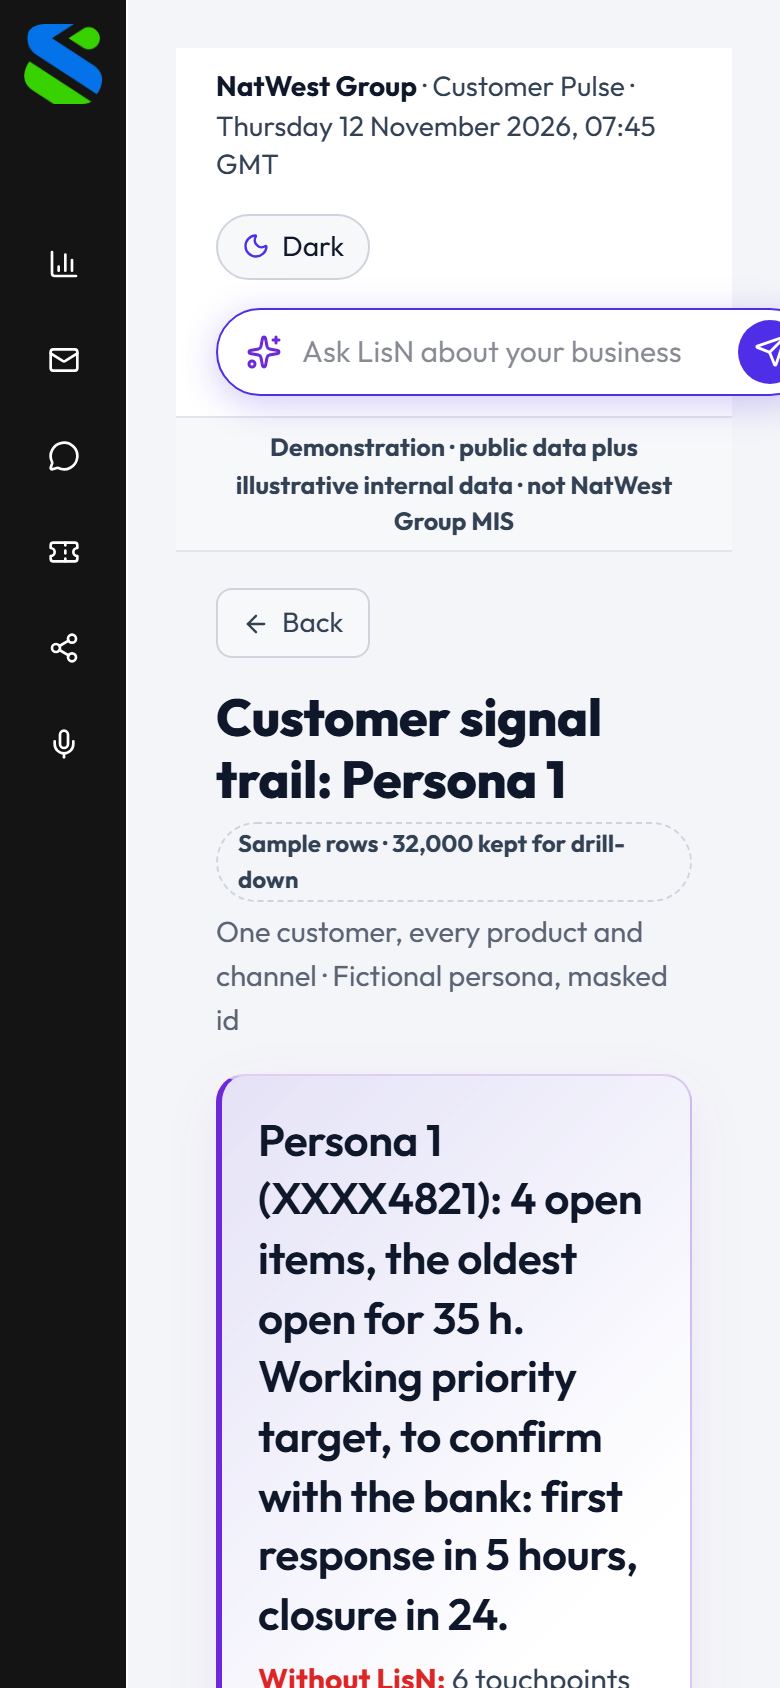 NatWest Group · Customer Pulse ·
Thursday 12 November 2026, 07:45
GMT
Dark
Ask LisN about your business
Demonstration · public data plus
illustrative internal data · not NatWest
Group MIS
Back
Customer signal
trail: Persona 1
Sample rows · 32,000 kept for drill-
down
One customer, every product and
channel · Fictional persona, masked
id
Persona 1
(XXXX4821): 4 open
items, the oldest
open for 35 h.
Working priority
target, to confirm
with the bank: first
response in 5 hours,
closure in 24.
Without LisN: 6 touchpoints